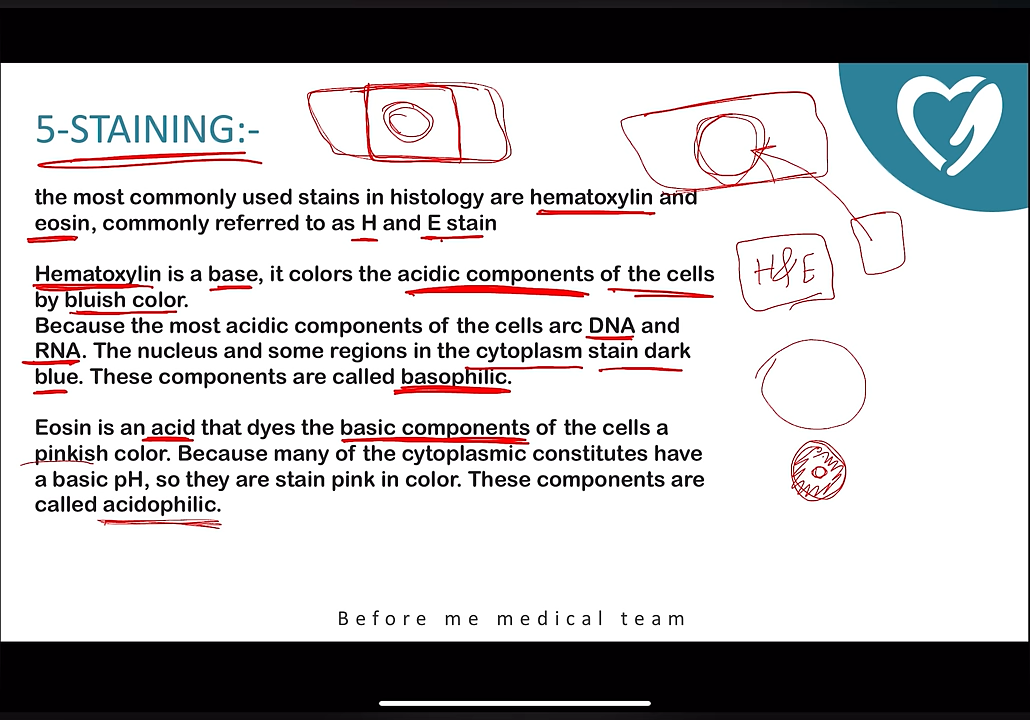 5-STAINING:-
the most commonly used stains in histology are hematoxylin and
eosin, commonly referred to as H and E stain
Hematoxylin is a base, it colors the acidic components of the cells
by bluish color.
H&E
Because the most acidic components of the cells arc DNA and
RNA. The nucleus and some regions in the cytoplasm stain dark
blue. These components are called basophilic.
Eosin is an acid that dyes the basic components of the cells a
pinkish color. Because many of the cytoplasmic constitutes have
a basic pH, so they are stain pink in color. These components are
called acidophilic.
Before me medical team